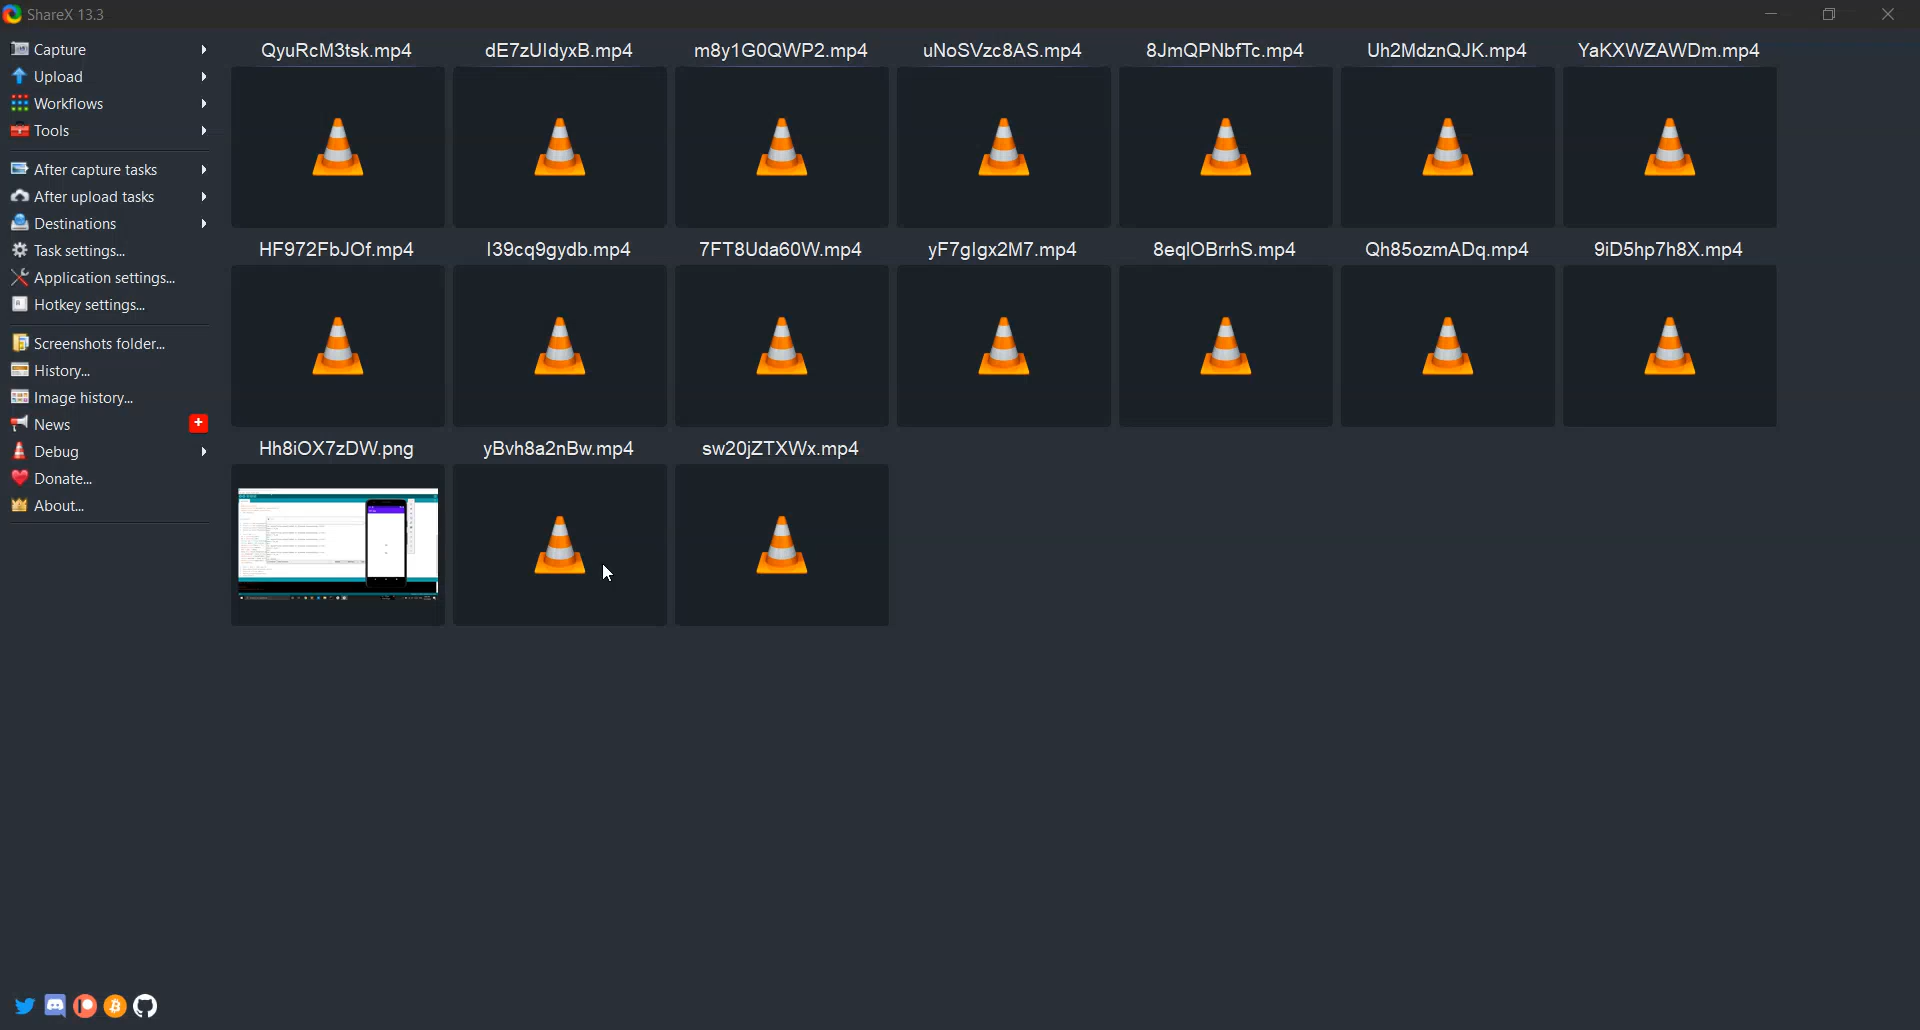 ShareX 13.3
Capture
Upload
Workflows
Tools
After capture tasks
After upload tasks
Destinations
Task settings...
Application settings...
Hotkey settings...
Screenshots folder...
History...
Image history...
News
Debug
Donate...
About...
QyuRcM3tsk.mp4 dE7zUIdyxB.mp4 m8y1G0QWP2.mp4 uNoSVzc8AS.mp4 8JmQPNbfTc.mp4 Uh2MdznQJK.mp4 YaKXWZAWDm.mp4
HF972FbJOf.mp4 I39cq9gydb.mp4 7FT8Uda60W.mp4 yF7gIgx2M7.mp4 8eqIOBrrhS.mp4 Qh85ozmADq.mp4 9iD5hp7h8X.mp4
Hh8iOX7zDW.png yBvh8a2nBw.mp4 sw20jZTXWx.mp4